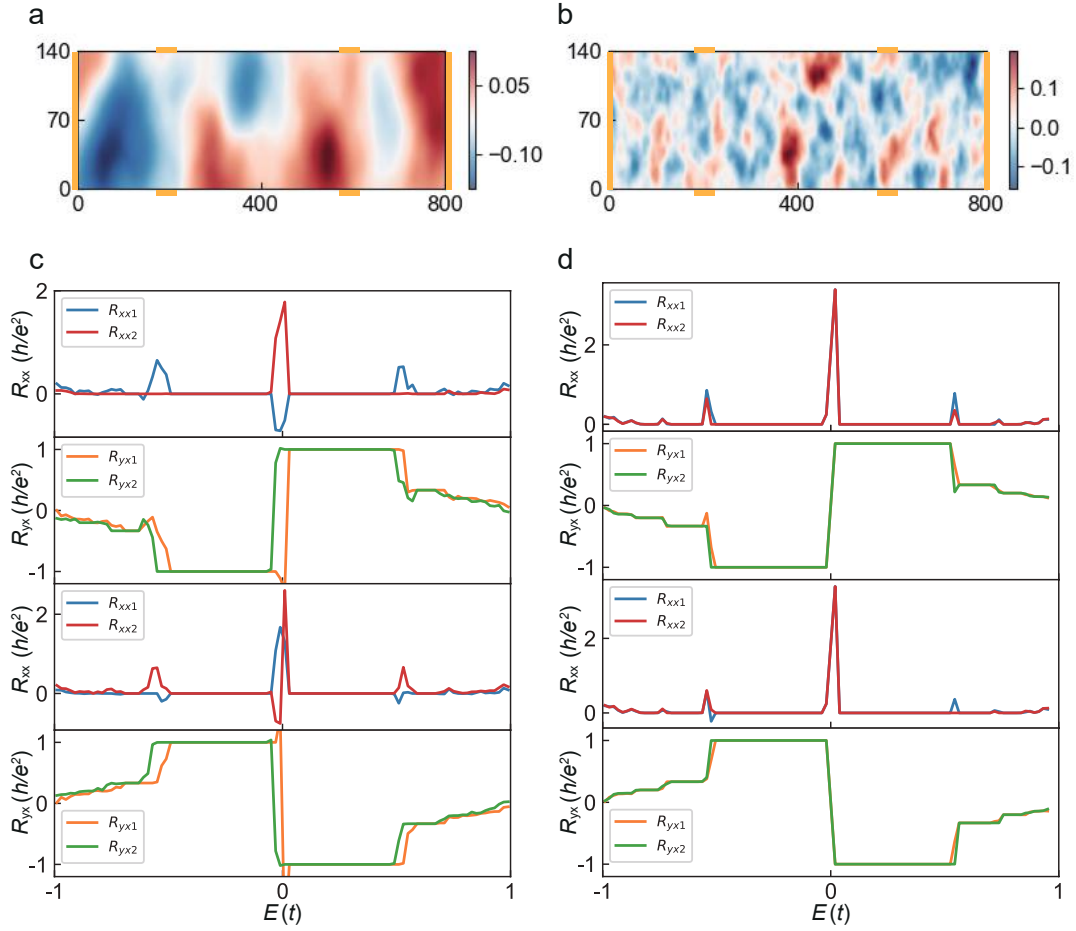 a
140
70
0
0
400
800
0.05
−0.10
b
140
70
0
0
400
800
0.1
0.0
−0.1
c
R_xx (h/e²)
2
0
R_xx1
R_xx2
R_yx (h/e²)
1
0
-1
R_yx1
R_yx2
R_xx (h/e²)
2
0
R_xx1
R_xx2
R_yx (h/e²)
1
0
-1
R_yx1
R_yx2
-1
0
1
E (t)
d
R_xx (h/e²)
2
0
R_xx1
R_xx2
R_yx (h/e²)
1
0
-1
R_yx1
R_yx2
R_xx (h/e²)
2
0
R_xx1
R_xx2
R_yx (h/e²)
1
0
-1
R_yx1
R_yx2
-1
0
1
E (t)